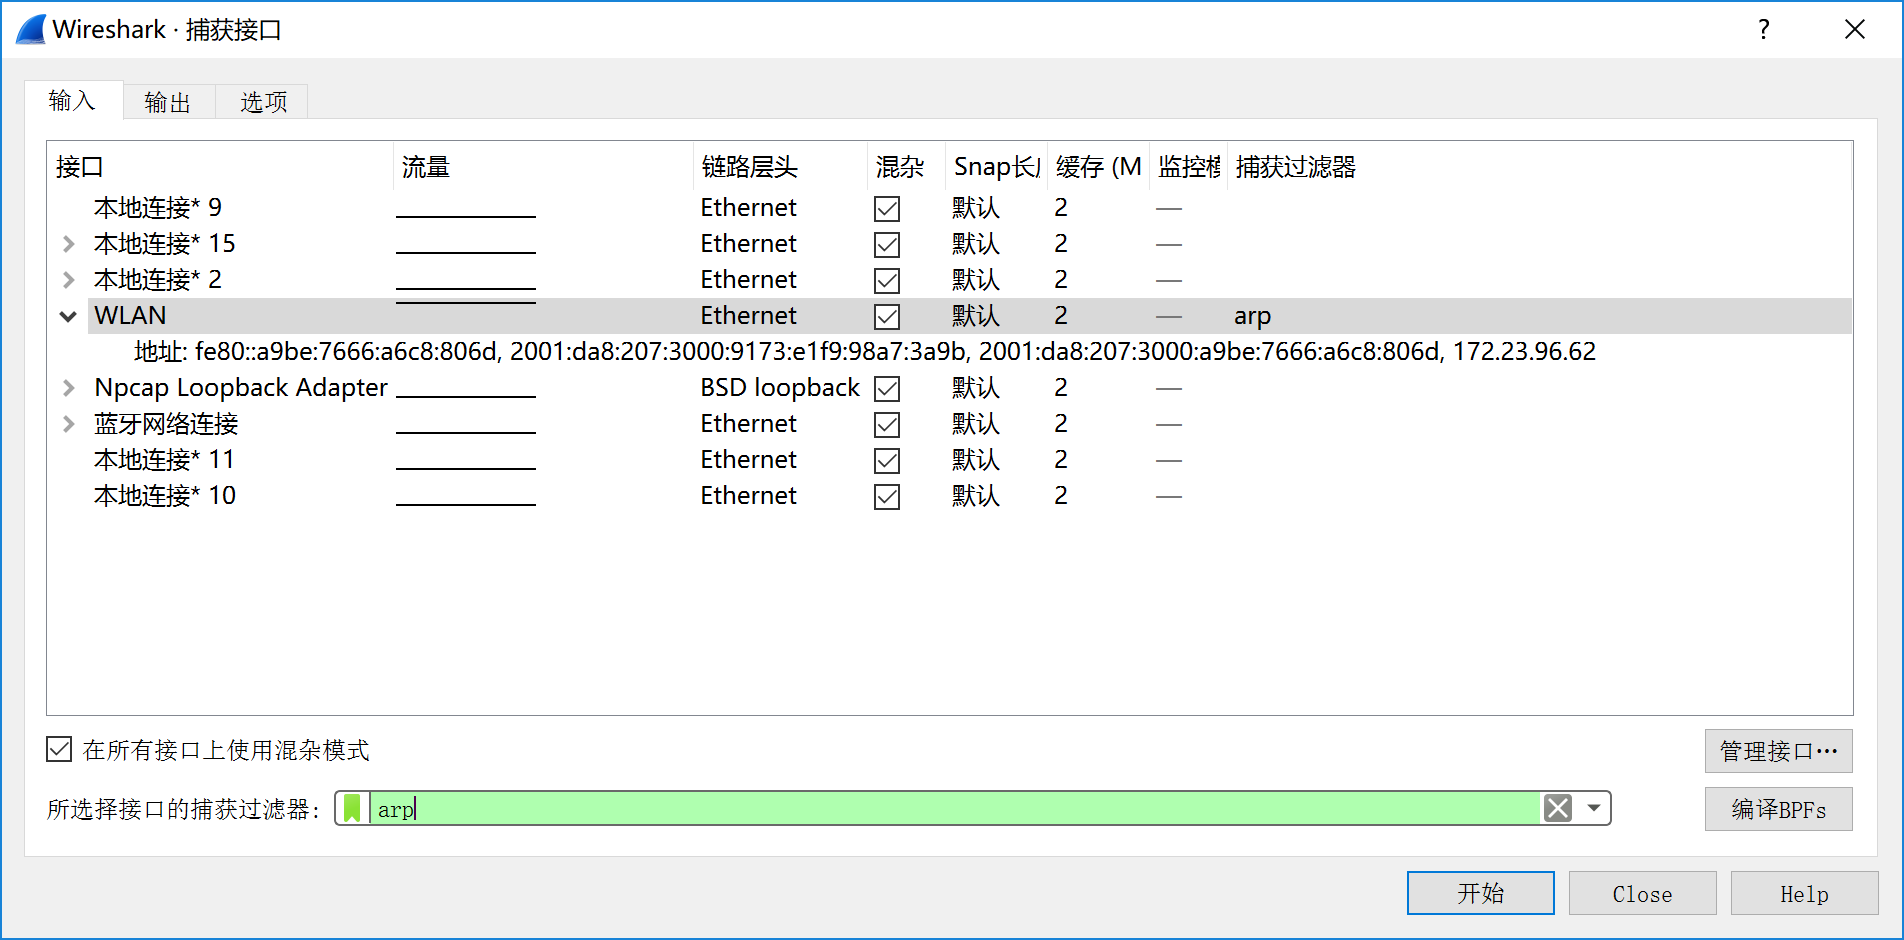 Wireshark · 捕获接口
输入 输出 选项
接口 流量 链路层头 混杂 Snap长 缓存 (M 监控模 捕获过滤器
本地连接* 9 Ethernet 默认 2 —
本地连接* 15 Ethernet 默认 2 —
本地连接* 2 Ethernet 默认 2 —
WLAN Ethernet 默认 2 — arp
地址: fe80::a9be:7666:a6c8:806d, 2001:da8:207:3000:9173:e1f9:98a7:3a9b, 2001:da8:207:3000:a9be:7666:a6c8:806d, 172.23.96.62
Npcap Loopback Adapter BSD loopback 默认 2 —
蓝牙网络连接 Ethernet 默认 2 —
本地连接* 11 Ethernet 默认 2 —
本地连接* 10 Ethernet 默认 2 —
在所有接口上使用混杂模式 管理接口…
所选择接口的捕获过滤器: arp 编译BPFs
开始 Close Help